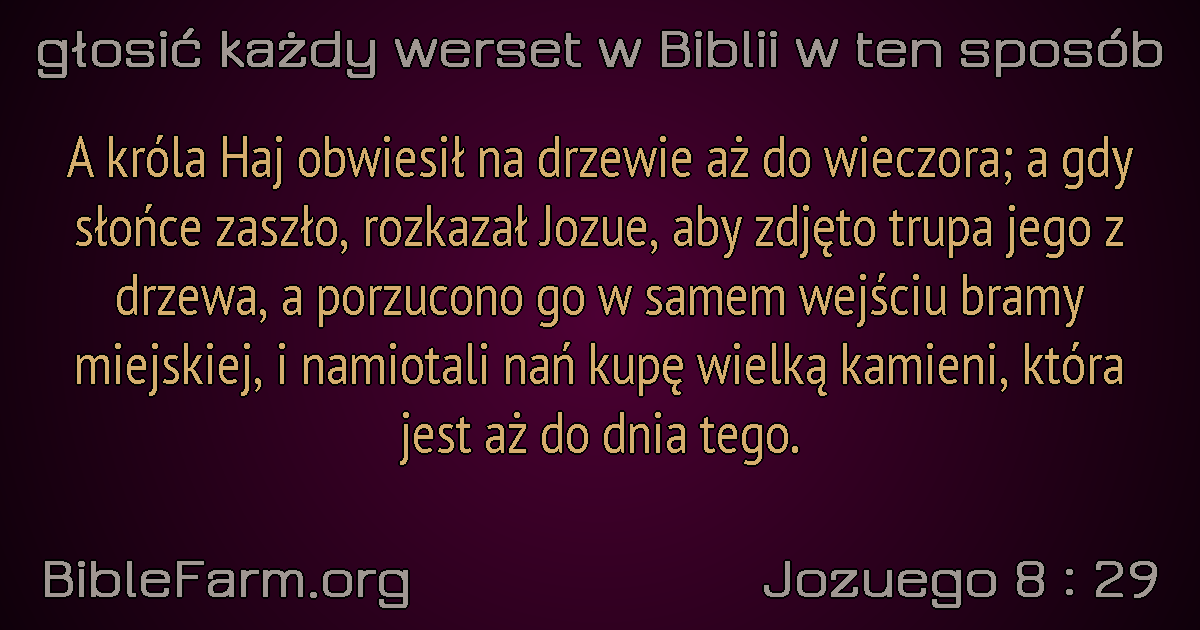 głosić każdy werset w Biblii w ten sposób
A króla Haj obwiesił na drzewie aż do wieczora; a gdy
słońce zaszło, rozkazał Jozue, aby zdjęto trupa jego z
drzewa, a porzucono go w samem wejściu bramy
miejskiej, i namiotali nań kupę wielką kamieni, która
jest aż do dnia tego.
BibleFarm.org
Jozuego 8 : 29